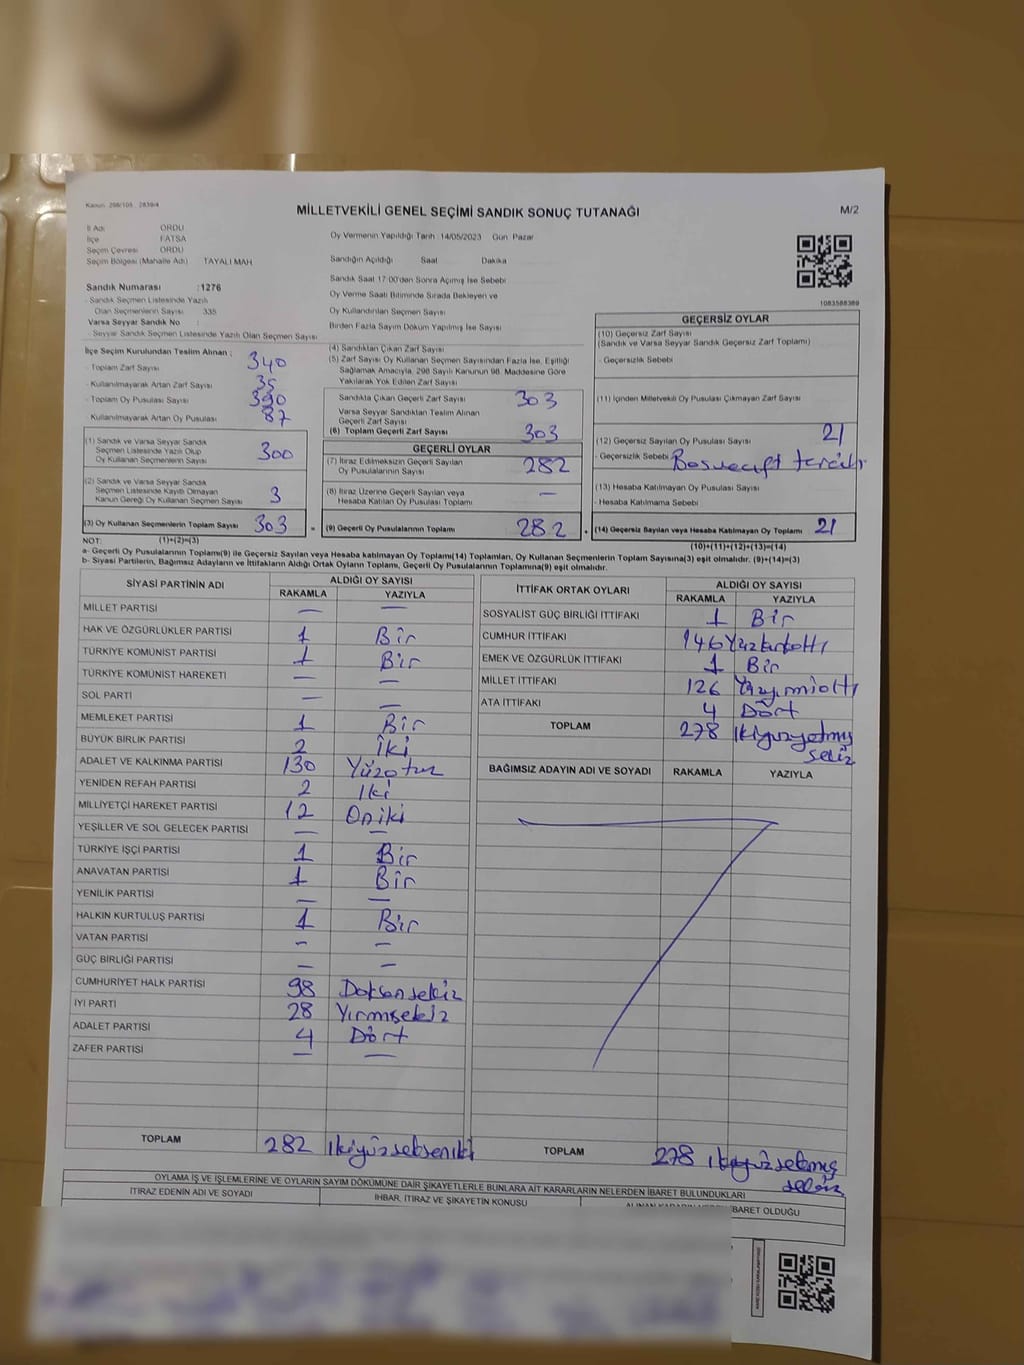 Kanun 298/105 , 2839/4
MİLLETVEKİLİ GENEL SEÇİMİ SANDIK SONUÇ TUTANAĞI
M/2
İl Adı ORDU
İlçe FATSA
Seçim Çevresi ORDU
Seçim Bölgesi (Mahalle Adı) TAYALI MAH
Sandık Numarası :1276
- Sandık Seçmen Listesinde Yazılı
Olan Seçmenlerin Sayısı 335
Varsa Seyyar Sandık No :
- Seyyar Sandık Seçmen Listesinde Yazılı Olan Seçmen Sayısı
Oy Vermenin Yapıldığı Tarih :14/05/2023 Gün Pazar
Sandığın Açıldığı Saat Dakika
Sandık Saat 17:00'den Sonra Açımış İse Sebebi
Oy Verme Saati Bitiminde Sırada Bekleyen ve
Oy Kullandırılan Seçmen Sayısı
Birden Fazla Sayım Döküm Yapılmış İse Sayısı
1083588389
İlçe Seçim Kurulundan Teslim Alınan :
- Toplam Zarf Sayısı 340
- Kullanılmayarak Artan Zarf Sayısı 35
- Toplam Oy Pusulası Sayısı 390
- Kullanılmayarak Artan Oy Pusulası 87
(1) Sandık ve Varsa Seyyar Sandık
Seçmen Listesinde Yazılı Olup
Oy Kullanan Seçmenlerin Sayısı 300
(2) Sandık ve Varsa Seyyar Sandık
Seçmen Listesinde Kayıtlı Olmayan
Kanun Gereği Oy Kullanan Seçmen Sayısı 3
(3) Oy Kullanan Seçmenlerin Toplam Sayısı 303 =
(4) Sandıktan Çıkan Zarf Sayısı
(5) Zarf Sayısı Oy Kullanan Seçmen Sayısından Fazla İse, Eşitliği
Sağlamak Amacıyla, 298 Sayılı Kanunun 98. Maddesine Göre
Yakılarak Yok Edilen Zarf Sayısı
Sandıkta Çıkan Geçerli Zarf Sayısı 303
Varsa Seyyar Sandıktan Teslim Alınan
Geçerli Zarf Sayısı
(6) Toplam Geçerli Zarf Sayısı 303
GEÇERLİ OYLAR
(7) İtiraz Edilmeksizin Geçerli Sayılan
Oy Pusulalarının Sayısı 282
(8) İtiraz Üzerine Geçerli Sayılan veya
Hesaba Katılan Oy Pusulası Sayısı —
(9) Geçerli Oy Pusulalarının Toplamı 282 +
GEÇERSİZ OYLAR
(10) Geçersiz Zarf Sayısı
(Sandık ve Varsa Seyyar Sandık Geçersiz Zarf Toplamı)
- Geçersizlik Sebebi
(11) İçinden Milletvekili Oy Pusulası Çıkmayan Zarf Sayısı
(12) Geçersiz Sayılan Oy Pusulası Sayısı 21
- Geçersizlik Sebebi
(13) Hesaba Katılmayan Oy Pusulası Sayısı
- Hesaba Katılmama Sebebi
(14) Geçersiz Sayılan veya Hesaba Katılmayan Oy Toplamı 21
NOT: (1)+(2)=(3) (10)+(11)+(12)+(13)=(14)
a- Geçerli Oy Pusulalarının Toplamı(9) ile Geçersiz Sayılan veya Hesaba katılmayan Oy Toplamı(14) Toplamları, Oy Kullanan Seçmenlerin Toplam Sayısına(3) eşit olmalıdır. (9)+(14)=(3)
b- Siyasi Partilerin, Bağımsız Adayların ve İttifakların Aldığı Ortak Oyların Toplamı, Geçerli Oy Pusulalarının Toplamına(9) eşit olmalıdır.
SİYASİ PARTİNİN ADI ALDIĞI OY SAYISI
RAKAMLA YAZIYLA
MİLLET PARTİSİ — —
HAK VE ÖZGÜRLÜKLER PARTİSİ 1 Bir
TÜRKİYE KOMÜNİST PARTİSİ 1 Bir
TÜRKİYE KOMÜNİST HAREKETİ — —
SOL PARTİ — —
MEMLEKET PARTİSİ 1 Bir
BÜYÜK BİRLİK PARTİSİ 2 İki
ADALET VE KALKINMA PARTİSİ 130 Yüzotuz
YENİDEN REFAH PARTİSİ 2 İki
MİLLİYETÇİ HAREKET PARTİSİ 12 Oniki
YEŞİLLER VE SOL GELECEK PARTİSİ — —
TÜRKİYE İŞÇİ PARTİSİ 1 Bir
ANAVATAN PARTİSİ 1 Bir
YENİLİK PARTİSİ — —
HALKIN KURTULUŞ PARTİSİ 1 Bir
VATAN PARTİSİ — —
GÜÇ BİRLİĞİ PARTİSİ — —
CUMHURİYET HALK PARTİSİ 98 Doksansekiz
İYİ PARTİ 28 Yirmisekiz
ADALET PARTİSİ 4 Dört
ZAFER PARTİSİ — —
TOPLAM 282 ikiyüzsekseniki
İTTİFAK ORTAK OYLARI ALDIĞI OY SAYISI
RAKAMLA YAZIYLA
SOSYALİST GÜÇ BİRLİĞİ İTTİFAKI 1 Bir
CUMHUR İTTİFAKI 146 Yüzkırkaltı
EMEK VE ÖZGÜRLÜK İTTİFAKI 1 Bir
MİLLET İTTİFAKI 126
ATA İTTİFAKI 4 Dört
TOPLAM 278 ikiyüzyetmiş
sekiz
BAĞIMSIZ ADAYIN ADI VE SOYADI RAKAMLA YAZIYLA
TOPLAM 278
sekiz
OYLAMA İŞ VE İŞLEMLERİNE VE OYLARIN SAYIM DÖKÜMÜNE DAİR ŞİKAYETLERLE BUNLARA AİT KARARLARIN NELERDEN İBARET BULUNDUKLARI
İTİRAZ EDENİN ADI VE SOYADI İHBAR, İTİRAZ VE ŞİKAYETİN KONUSU ALINAN KARARIN NEDEN İBARET OLDUĞU